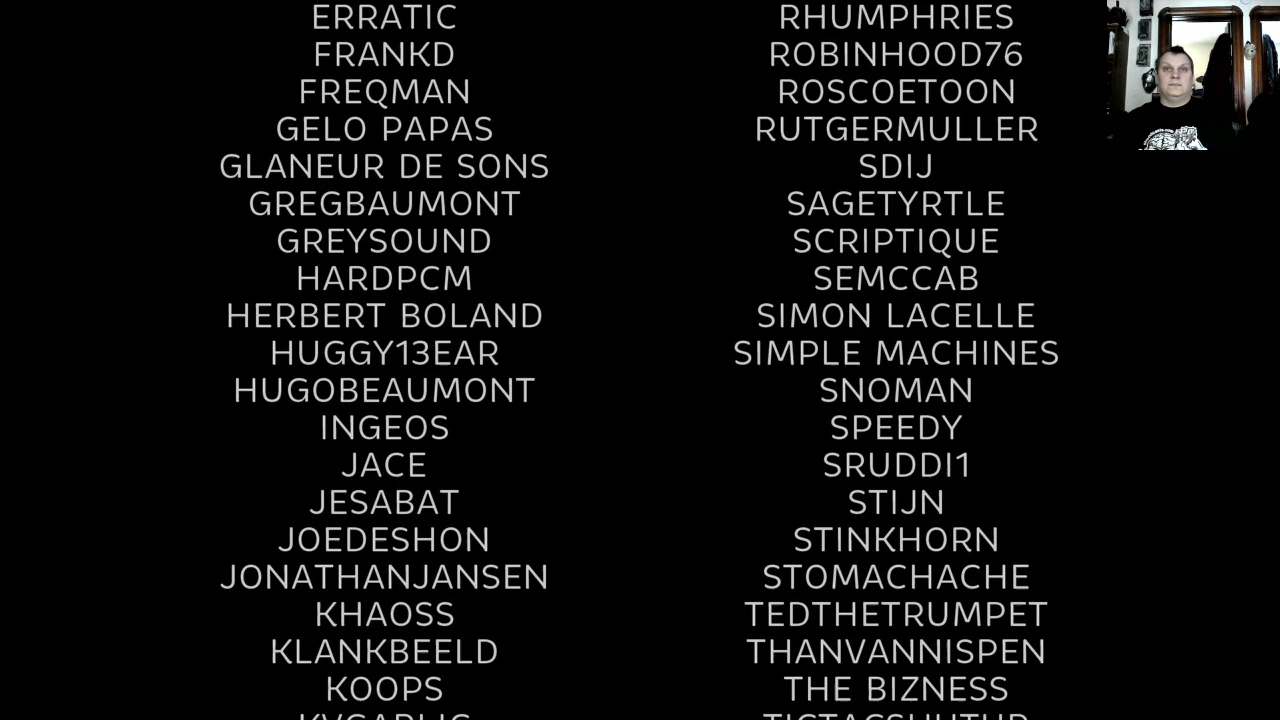 ERRATIC
FRANKD
FREQMAN
GELO PAPAS
GLANEUR DE SONS
GREGBAUMONT
GREYSOUND
HARDPCM
HERBERT BOLAND
HUGGY13EAR
HUGOBEAUMONT
INGEOS
JACE
JESABAT
JOEDESHON
JONATHANJANSEN
KHAOSS
KLANKBEELD
KOOPS
RHUMPHRIES
ROBINHOOD76
ROSCOETOON
RUTGERMULLER
SDIJ
SAGETYRTLE
SCRIPTIQUE
SEMCCAB
SIMON LACELLE
SIMPLE MACHINES
SNOMAN
SPEEDY
SRUDDI1
STIJN
STINKHORN
STOMACHACHE
TEDTHETRUMPET
THANVANNISPEN
THE BIZNESS